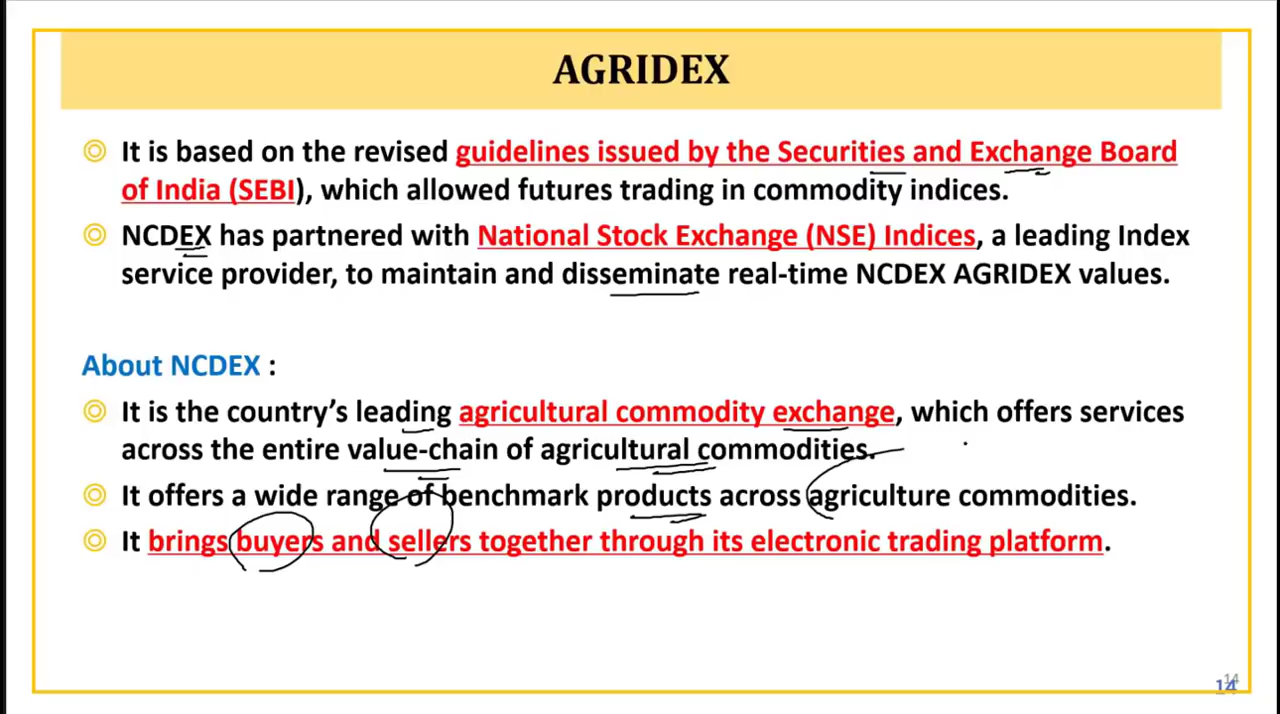 AGRIDEX
It is based on the revised guidelines issued by the Securities and Exchange Board
of India (SEBI), which allowed futures trading in commodity indices.
NCDEX has partnered with National Stock Exchange (NSE) Indices, a leading Index
service provider, to maintain and disseminate real-time NCDEX AGRIDEX values.
About NCDEX :
It is the country’s leading agricultural commodity exchange, which offers services
across the entire value-chain of agricultural commodities.
It offers a wide range of benchmark products across agriculture commodities.
It brings buyers and sellers together through its electronic trading platform.
14
14